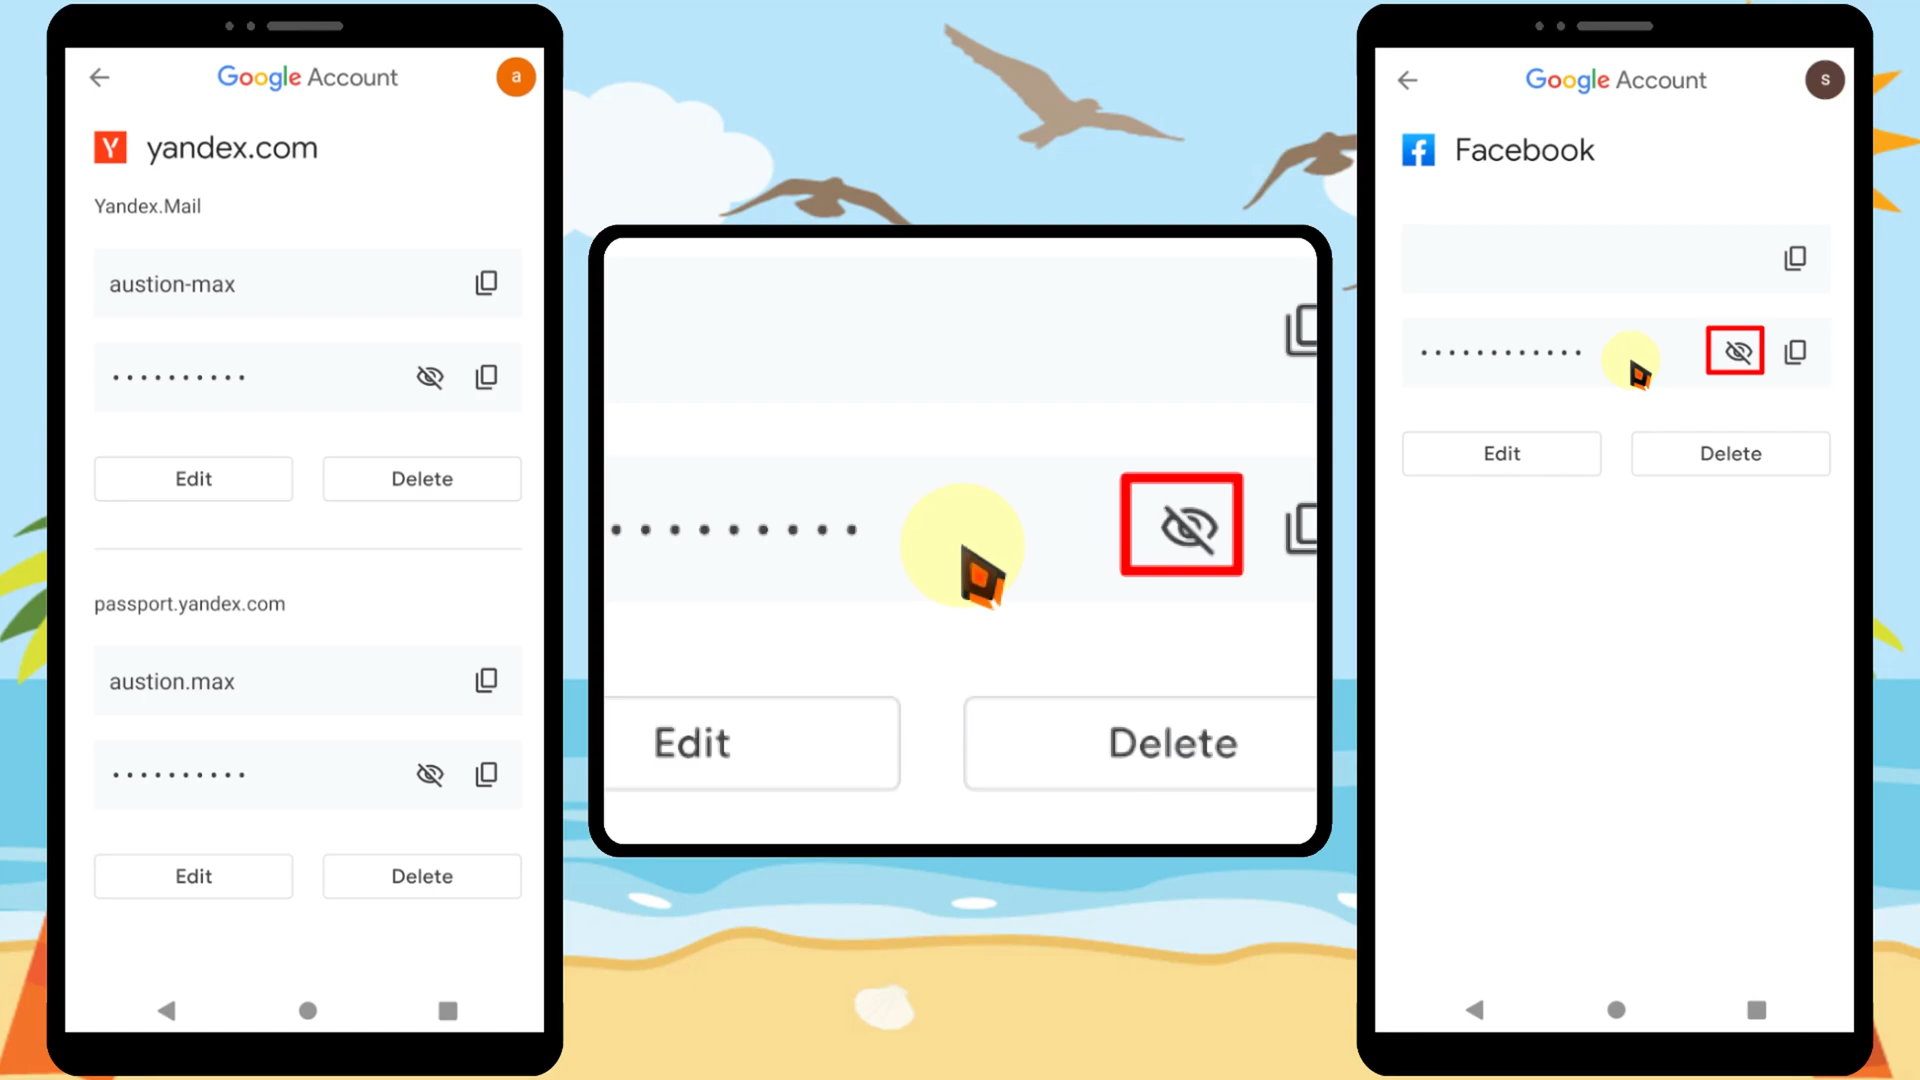 Google Account
a
Y
yandex.com
Yandex.Mail
austion-max
Edit
Delete
passport.yandex.com
austion.max
Edit
Delete
Edit
Delete
Google Account
s
f
Facebook
Edit
Delete